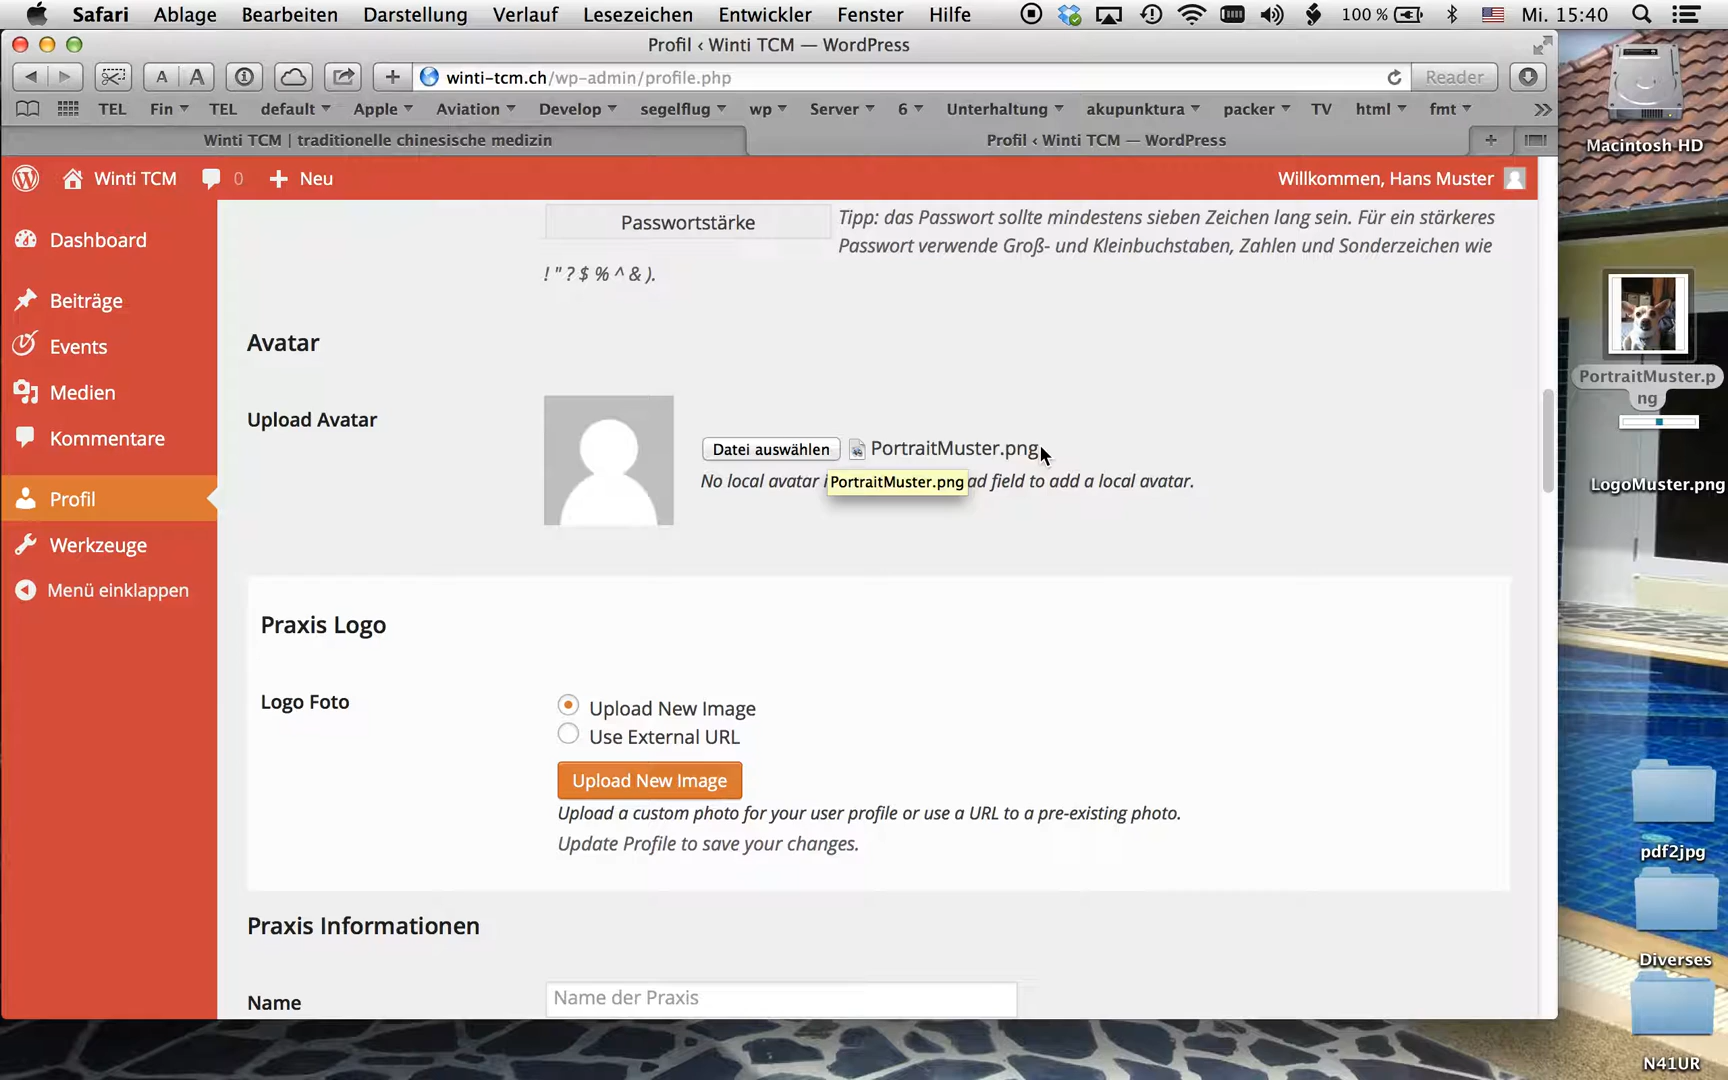 Safari Ablage Bearbeiten Darstellung Verlauf Lesezeichen Entwickler Fenster Hilfe 100 % Mi. 15:40
Profil ‹ Winti TCM — WordPress
A A + winti-tcm.ch/wp-admin/profile.php Reader
TEL Fin TEL default Apple Aviation Develop segelflug wp Server 6 Unterhaltung akupunktura packer TV html fmt »
Winti TCM | traditionelle chinesische medizin Profil ‹ Winti TCM — WordPress +
Macintosh HD
Winti TCM 0 + Neu Willkommen, Hans Muster
Dashboard
Beiträge
Events
Medien
Kommentare
Profil
Werkzeuge
Menü einklappen
Passwortstärke Tipp: das Passwort sollte mindestens sieben Zeichen lang sein. Für ein stärkeres
Passwort verwende Groß- und Kleinbuchstaben, Zahlen und Sonderzeichen wie
! " ? $ % ^ & ).
Avatar
Upload Avatar
Datei auswählen PortraitMuster.png
No local avatar i PortraitMuster.png ad field to add a local avatar.
Praxis Logo
Logo Foto
Upload New Image
Use External URL
Upload New Image
Upload a custom photo for your user profile or use a URL to a pre-existing photo.
Update Profile to save your changes.
Praxis Informationen
Name Name der Praxis
PortraitMuster.p
ng
LogoMuster.png
pdf2jpg
Diverses
N41UR